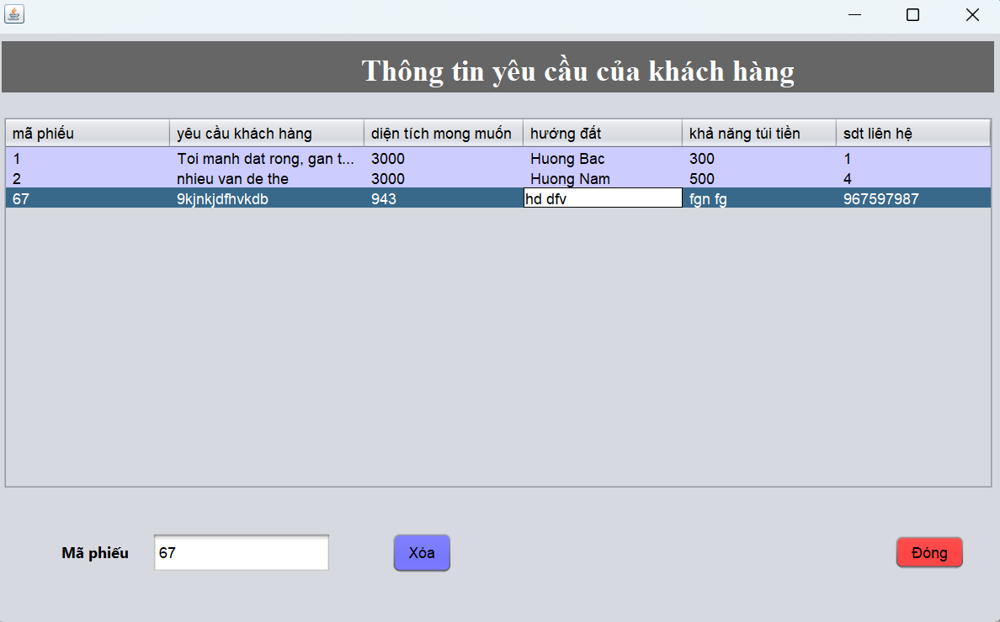 Thông tin yêu cầu của khách hàng
mã phiếu yêu cầu khách hàng diện tích mong muốn hướng đất khả năng túi tiền sdt liên hệ
1 Toi manh dat rong, gan t... 3000 Huong Bac 300 1
2 nhieu van de the 3000 Huong Nam 500 4
67 9kjnkjdfhvkdb 943 hd dfv fgn fg 967597987
Mã phiếu 67 Xóa Đóng